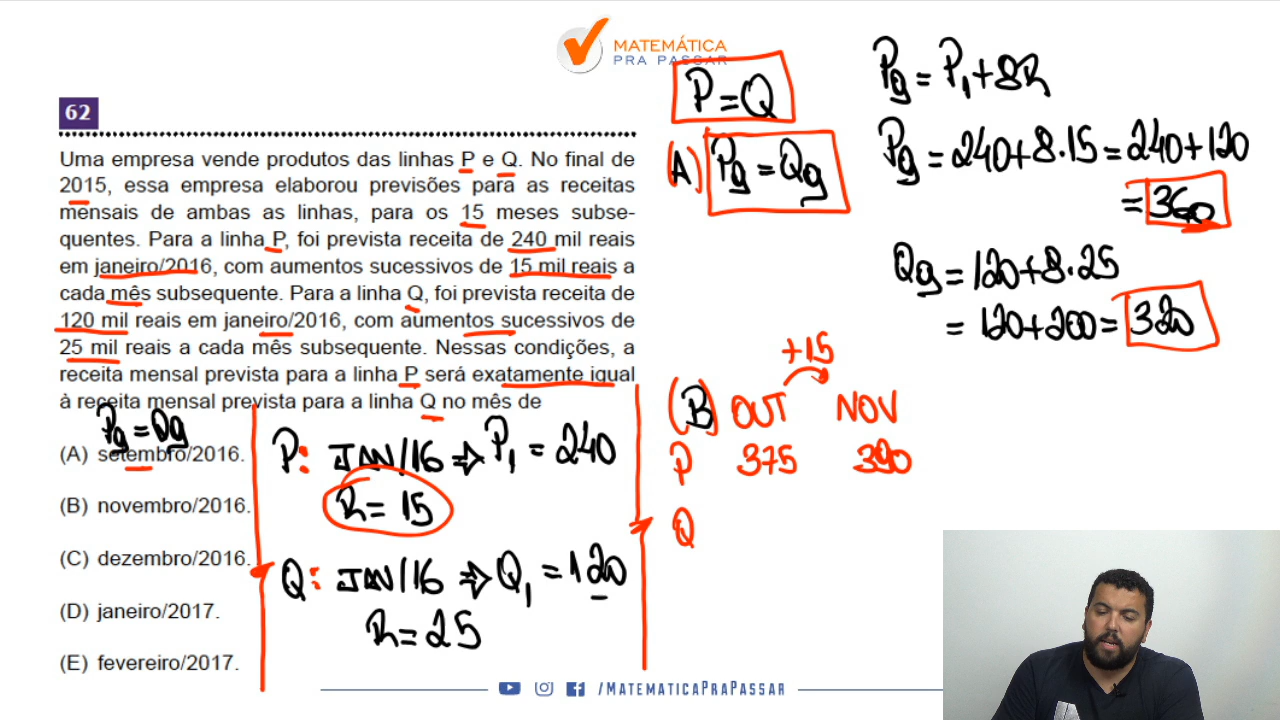 MATEMÁTICA
PRA PASSAR
62
Uma empresa vende produtos das linhas P e Q. No final de
2015, essa empresa elaborou previsões para as receitas
mensais de ambas as linhas, para os 15 meses subse-
quentes. Para a linha P, foi prevista receita de 240 mil reais
em janeiro/2016, com aumentos sucessivos de 15 mil reais a
cada mês subsequente. Para a linha Q, foi prevista receita de
120 mil reais em janeiro/2016, com aumentos sucessivos de
25 mil reais a cada mês subsequente. Nessas condições, a
receita mensal prevista para a linha P será exatamente igual
à receita mensal prevista para a linha Q no mês de
P9 = Q9
(A) setembro/2016.
(B) novembro/2016.
(C) dezembro/2016.
(D) janeiro/2017.
(E) fevereiro/2017.
P: JAN/16 => P1 = 240
R = 15
Q: JAN/16 => Q1 = 120
R = 25
P = Q
(A) P9 = Q9
P9 = P1 + 8R
P9 = 240 + 8.15 = 240 + 120
= 360
Q9 = 120 + 8.25
= 120 + 200 = 320
+15
(B) OUT NOV
P 375 390
Q
/MATEMATICAPRAPASSAR